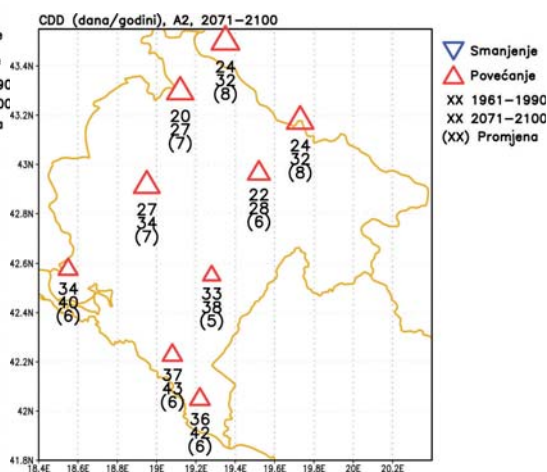 CDD (dana/godini), A2, 2071-2100
Smanjenje
Povećanje
XX 1961-1990
XX 2071-2100
(XX) Promjena
43.4N
43.2N
43N
42.8N
42.6N
42.4N
42.2N
42N
41.8N
24
32
(8)
20
27
(7)
24
32
(8)
22
28
(6)
27
34
(7)
34
40
(6)
33
38
(5)
37
43
(6)
36
42
(6)
18.4E 18.6E 18.8E 19E 19.2E 19.4E 19.6E 19.8E 20E 20.2E